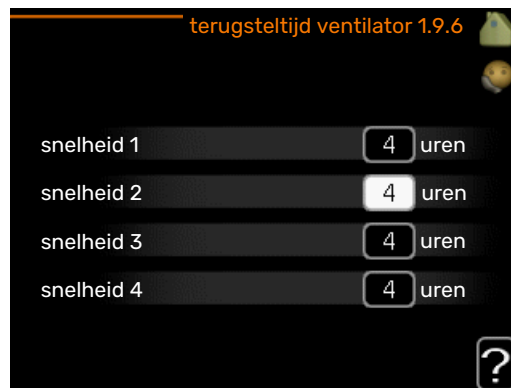 terugsteltijd ventilator 1.9.6
snelheid 1 4 uren
snelheid 2 4 uren
snelheid 3 4 uren
snelheid 4 4 uren
?